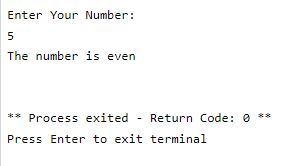 Enter Your Number:
5
The number is even
** Process exited - Return Code: 0 **
Press Enter to exit terminal